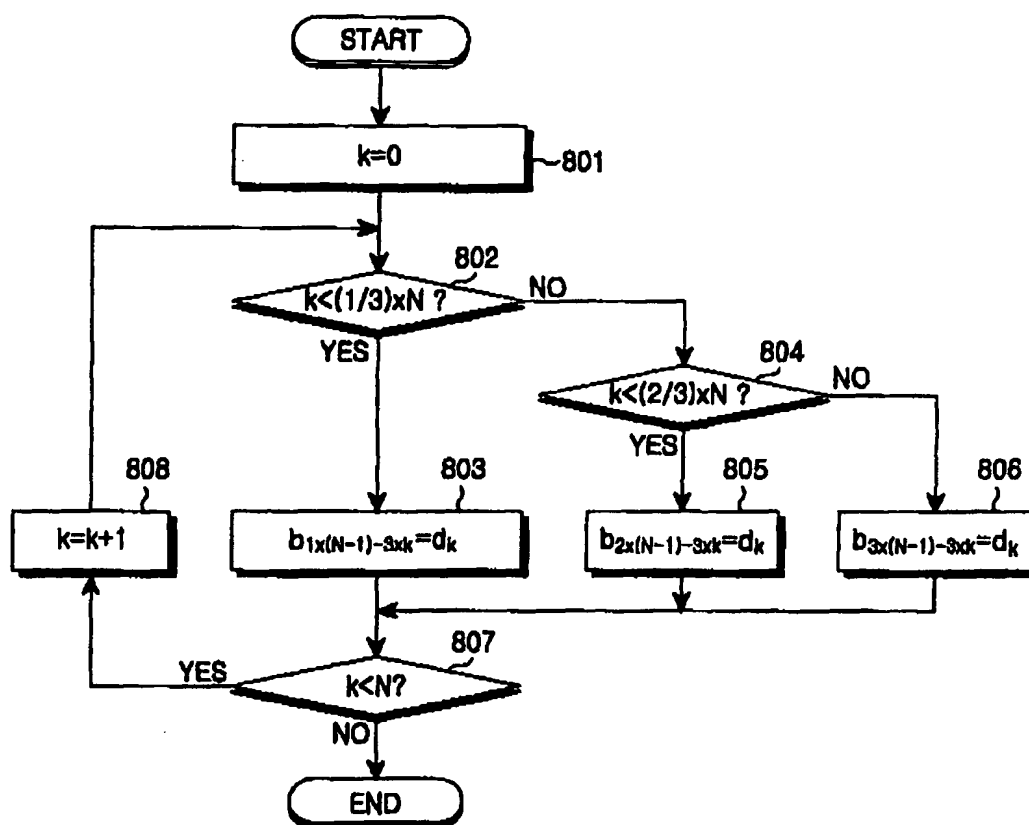 START
k=0
801
802
k<(1/3)xN ?
NO
YES
804
k<(2/3)xN ?
NO
YES
808
803
805
806
k=k+1
b1x(N-1)-3xk=dk
b2x(N-1)-3xk=dk
b3x(N-1)-3xk=dk
807
YES
k<N?
NO
END